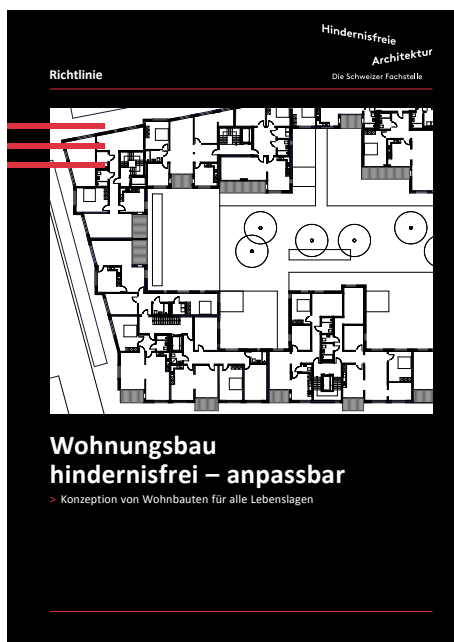 Hindernisfreie
Architektur
Richtlinie
Die Schweizer Fachstelle
Wohnungsbau
hindernisfrei – anpassbar
> Konzeption von Wohnbauten für alle Lebenslagen